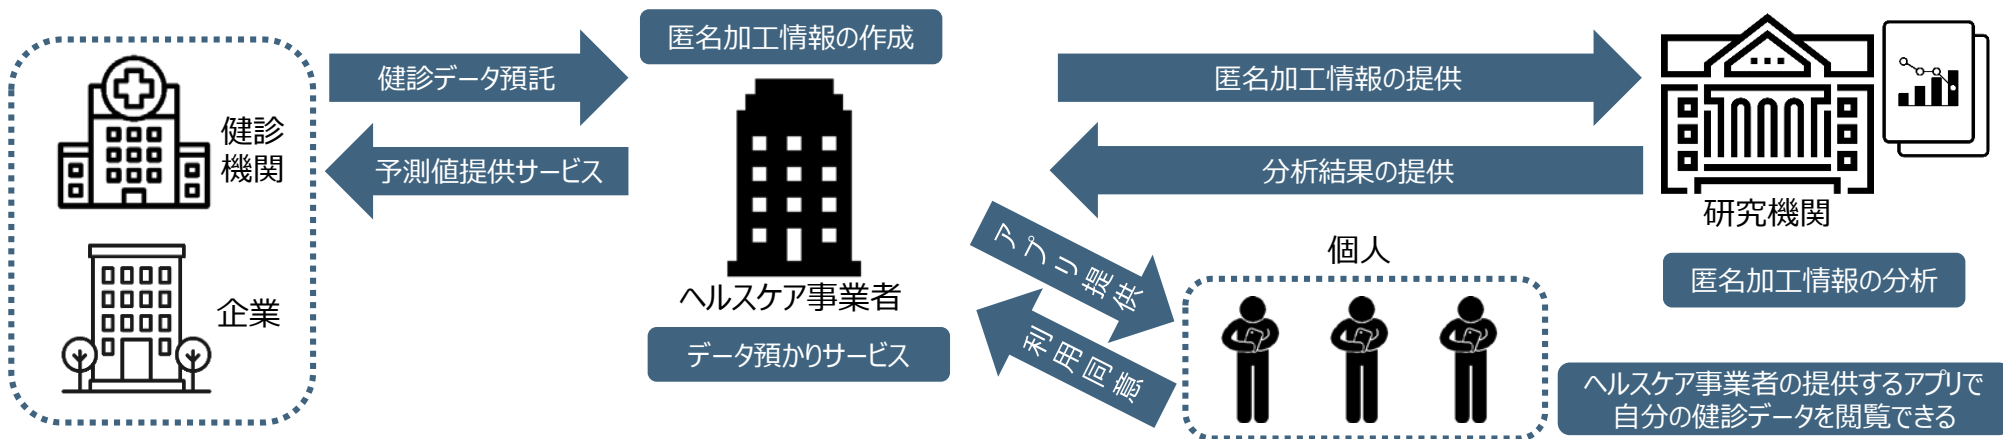 健診
機関
企業
健診データ預託
予測値提供サービス
匿名加工情報の作成
ヘルスケア事業者
データ預かりサービス
匿名加工情報の提供
分析結果の提供
アプリ提供
利用同意
個人
研究機関
匿名加工情報の分析
ヘルスケア事業者の提供するアプリで
自分の健診データを閲覧できる